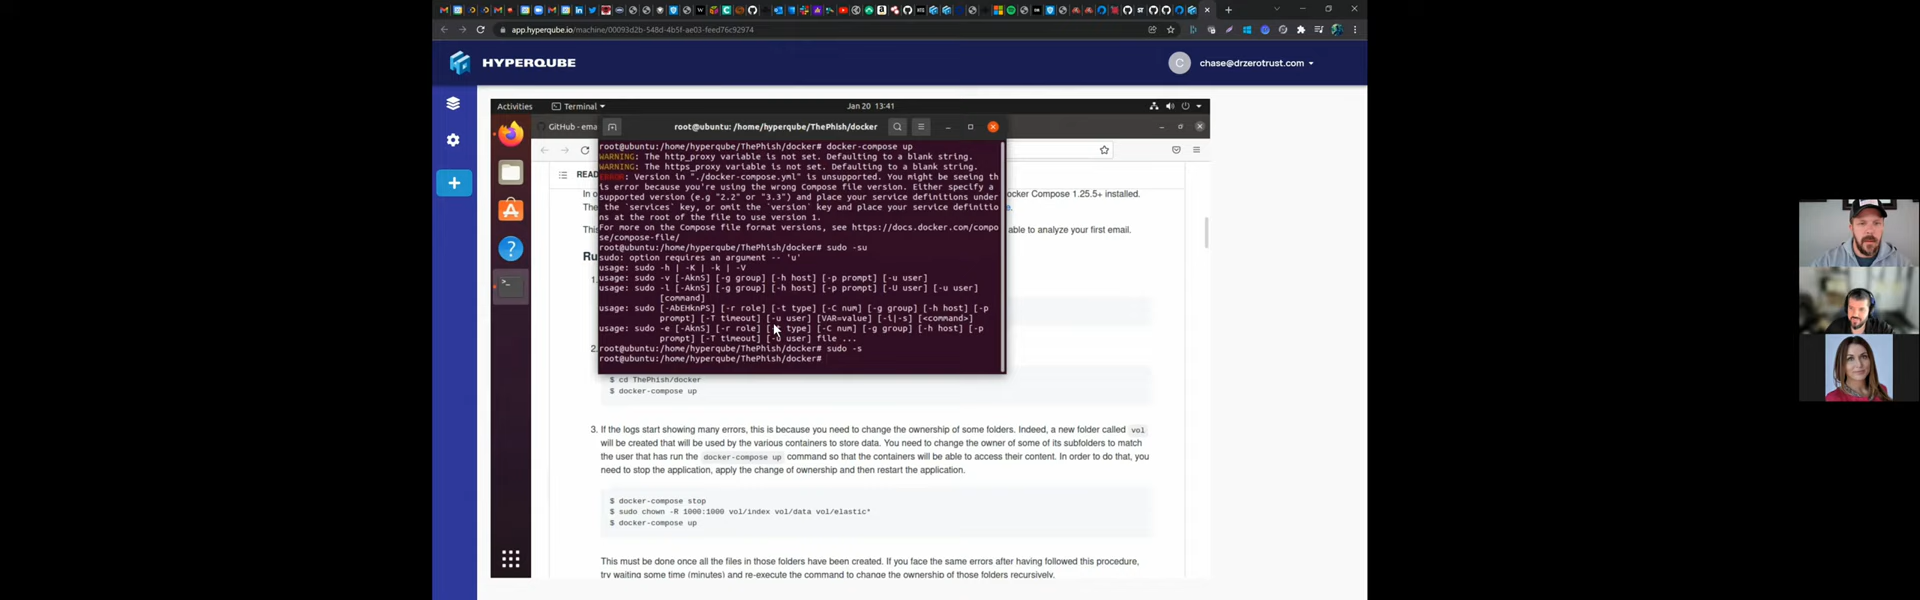 app.hyperqube.io/machine/00093d2b-548d-4b5f-ae03-feed76c92974
HYPERQUBE
C
chase@drzerotrust.com
Activities
Terminal
Jan 20 13:41
GitHub - ema
root@ubuntu: /home/hyperqube/ThePhish/docker
root@ubuntu:/home/hyperqube/ThePhish/docker# docker-compose up
WARNING: The http_proxy variable is not set. Defaulting to a blank string.
WARNING: The https_proxy variable is not set. Defaulting to a blank string.
ERROR: Version in "./docker-compose.yml" is unsupported. You might be seeing th
is error because you're using the wrong Compose file version. Either specify a
supported version (e.g "2.2" or "3.3") and place your service definitions under
the `services` key, or omit the `version` key and place your service definitio
ns at the root of the file to use version 1.
For more on the Compose file format versions, see https://docs.docker.com/compo
se/compose-file/
root@ubuntu:/home/hyperqube/ThePhish/docker# sudo -su
sudo: option requires an argument -- 'u'
usage: sudo -h | -K | -k | -V
usage: sudo -v [-AknS] [-g group] [-h host] [-p prompt] [-u user]
usage: sudo -l [-AknS] [-g group] [-h host] [-p prompt] [-U user] [-u user]
[command]
usage: sudo [-AbEHknPS] [-r role] [-t type] [-C num] [-g group] [-h host] [-p
prompt] [-T timeout] [-u user] [VAR=value] [-i|-s] [<command>]
usage: sudo -e [-AknS] [-r role] [-t type] [-C num] [-g group] [-h host] [-p
prompt] [-T timeout] [-u user] file ...
root@ubuntu:/home/hyperqube/ThePhish/docker# sudo -s
root@ubuntu:/home/hyperqube/ThePhish/docker#
READ
In o
ocker Compose 1.25.5+ installed.
The
e.
This
able to analyze your first email.
Ru
1.
2.
$ cd ThePhish/docker
$ docker-compose up
3. If the logs start showing many errors, this is because you need to change the ownership of some folders. Indeed, a new folder called vol
will be created that will be used by the various containers to store data. You need to change the owner of some of its subfolders to match
the user that has run the docker-compose up command so that the containers will be able to access their content. In order to do that, you
need to stop the application, apply the change of ownership and then restart the application.
$ docker-compose stop
$ sudo chown -R 1000:1000 vol/index vol/data vol/elastic*
$ docker-compose up
This must be done once all the files in those folders have been created. If you face the same errors after having followed this procedure,
try waiting some time (minutes) and re-execute the command to change the ownership of those folders recursively.